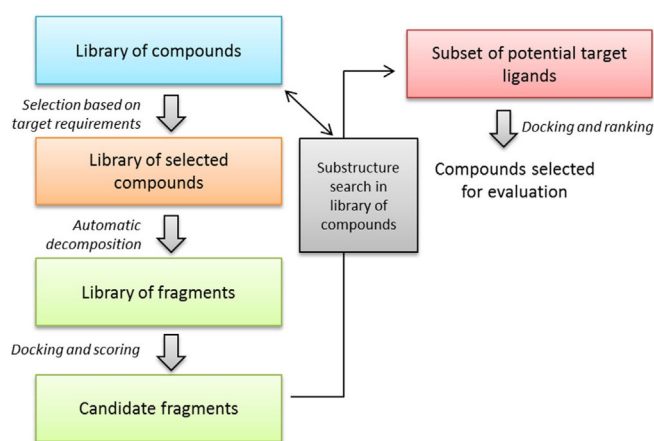 Library of compounds
Selection based on
target requirements
Library of selected
compounds
Automatic
decomposition
Library of fragments
Docking and scoring
Candidate fragments
Substructure
search in
library of
compounds
Subset of potential target
ligands
Docking and ranking
Compounds selected
for evaluation